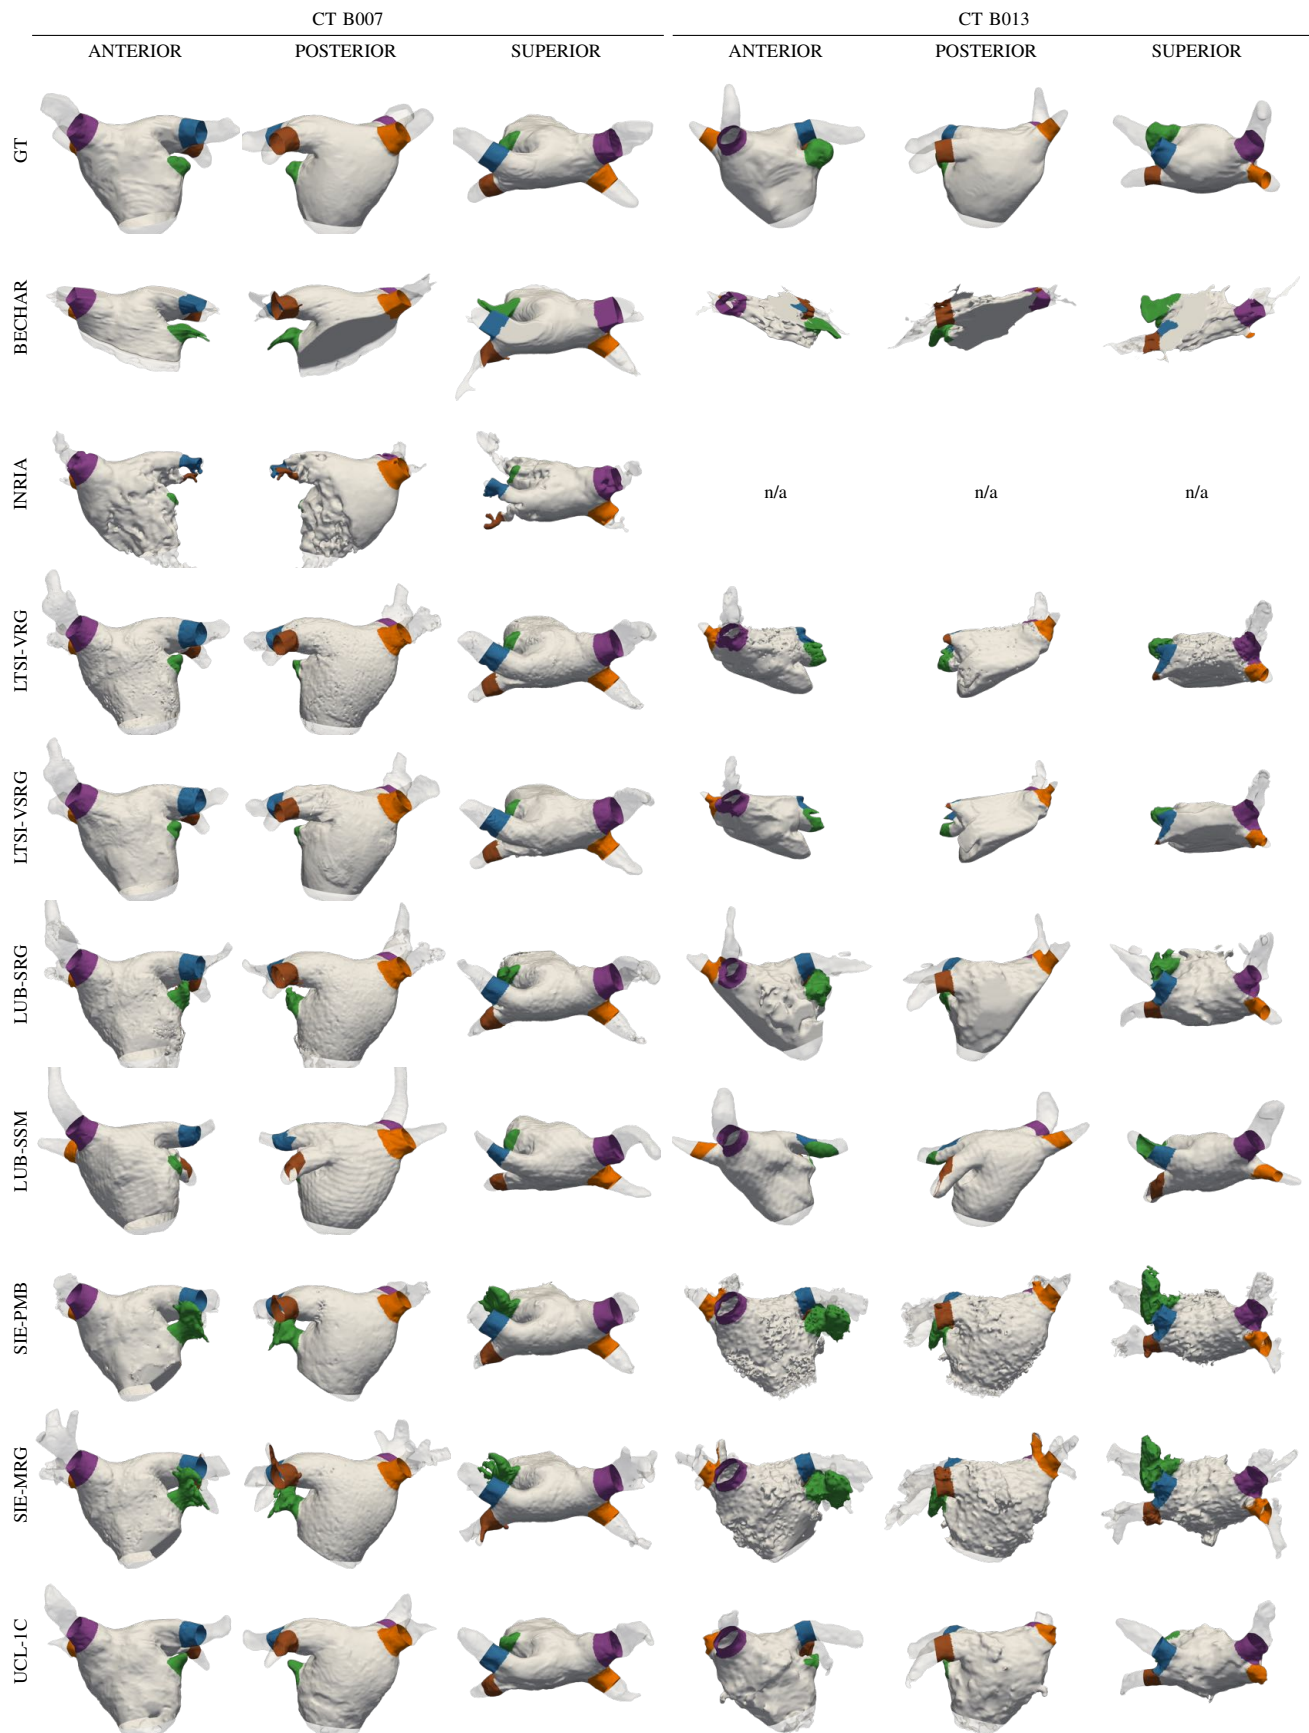 CT B007 CT B013
ANTERIOR POSTERIOR SUPERIOR ANTERIOR POSTERIOR SUPERIOR
GT
BECHAR
INRIA n/a n/a n/a
LTSI-VRG
LTSI-VSRG
LUB-SRG
LUB-SSM
SIE-PMB
SIE-MRG
UCL-1C